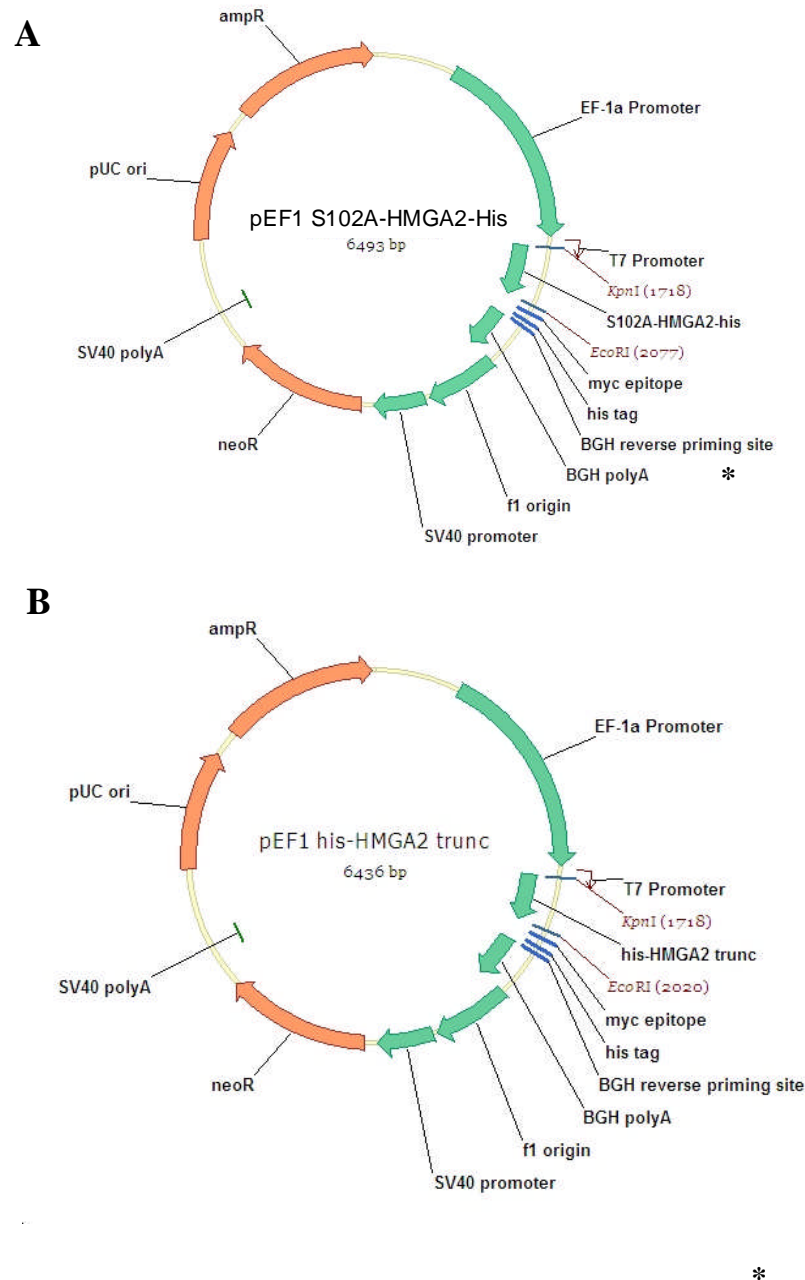 A
ampR
EF-1a Promoter
pUC ori
pEF1 S102A-HMGA2-His
6493 bp
T7 Promoter
KpnI (1718)
S102A-HMGA2-his
SV40 polyA
EcoRI (2077)
myc epitope
his tag
neoR
BGH reverse priming site
BGH polyA
*
f1 origin
SV40 promoter
B
ampR
EF-1a Promoter
pUC ori
pEF1 his-HMGA2 trunc
6436 bp
T7 Promoter
KpnI (1718)
his-HMGA2 trunc
SV40 polyA
EcoRI (2020)
myc epitope
his tag
neoR
BGH reverse priming site
BGH polyA
f1 origin
SV40 promoter
*